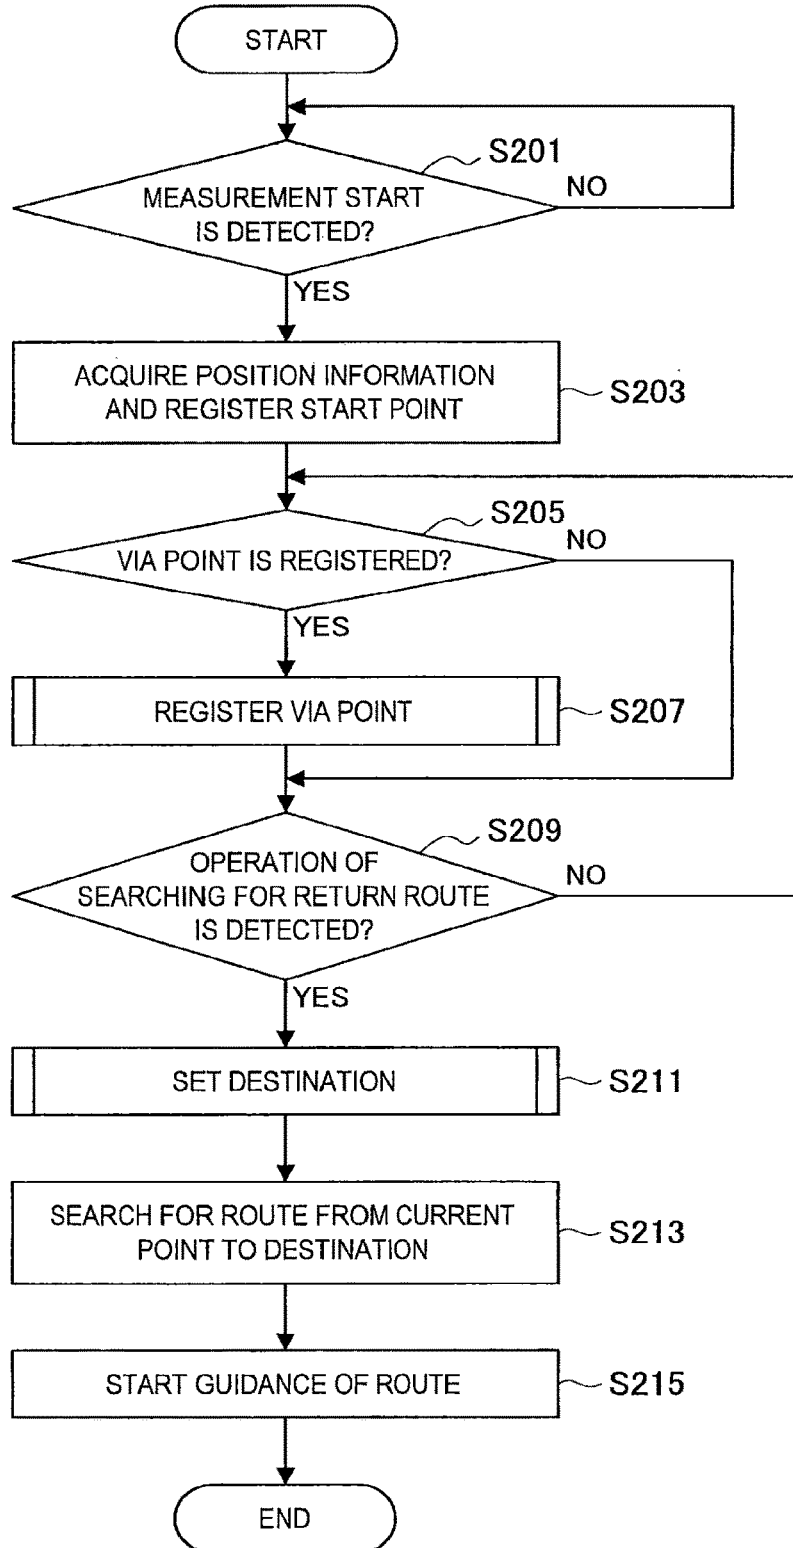 START
S201
MEASUREMENT START
IS DETECTED?
NO
YES
ACQUIRE POSITION INFORMATION
AND REGISTER START POINT
S203
S205
VIA POINT IS REGISTERED?
NO
YES
REGISTER VIA POINT
S207
S209
OPERATION OF
SEARCHING FOR RETURN ROUTE
IS DETECTED?
NO
YES
SET DESTINATION
S211
SEARCH FOR ROUTE FROM CURRENT
POINT TO DESTINATION
S213
START GUIDANCE OF ROUTE
S215
END